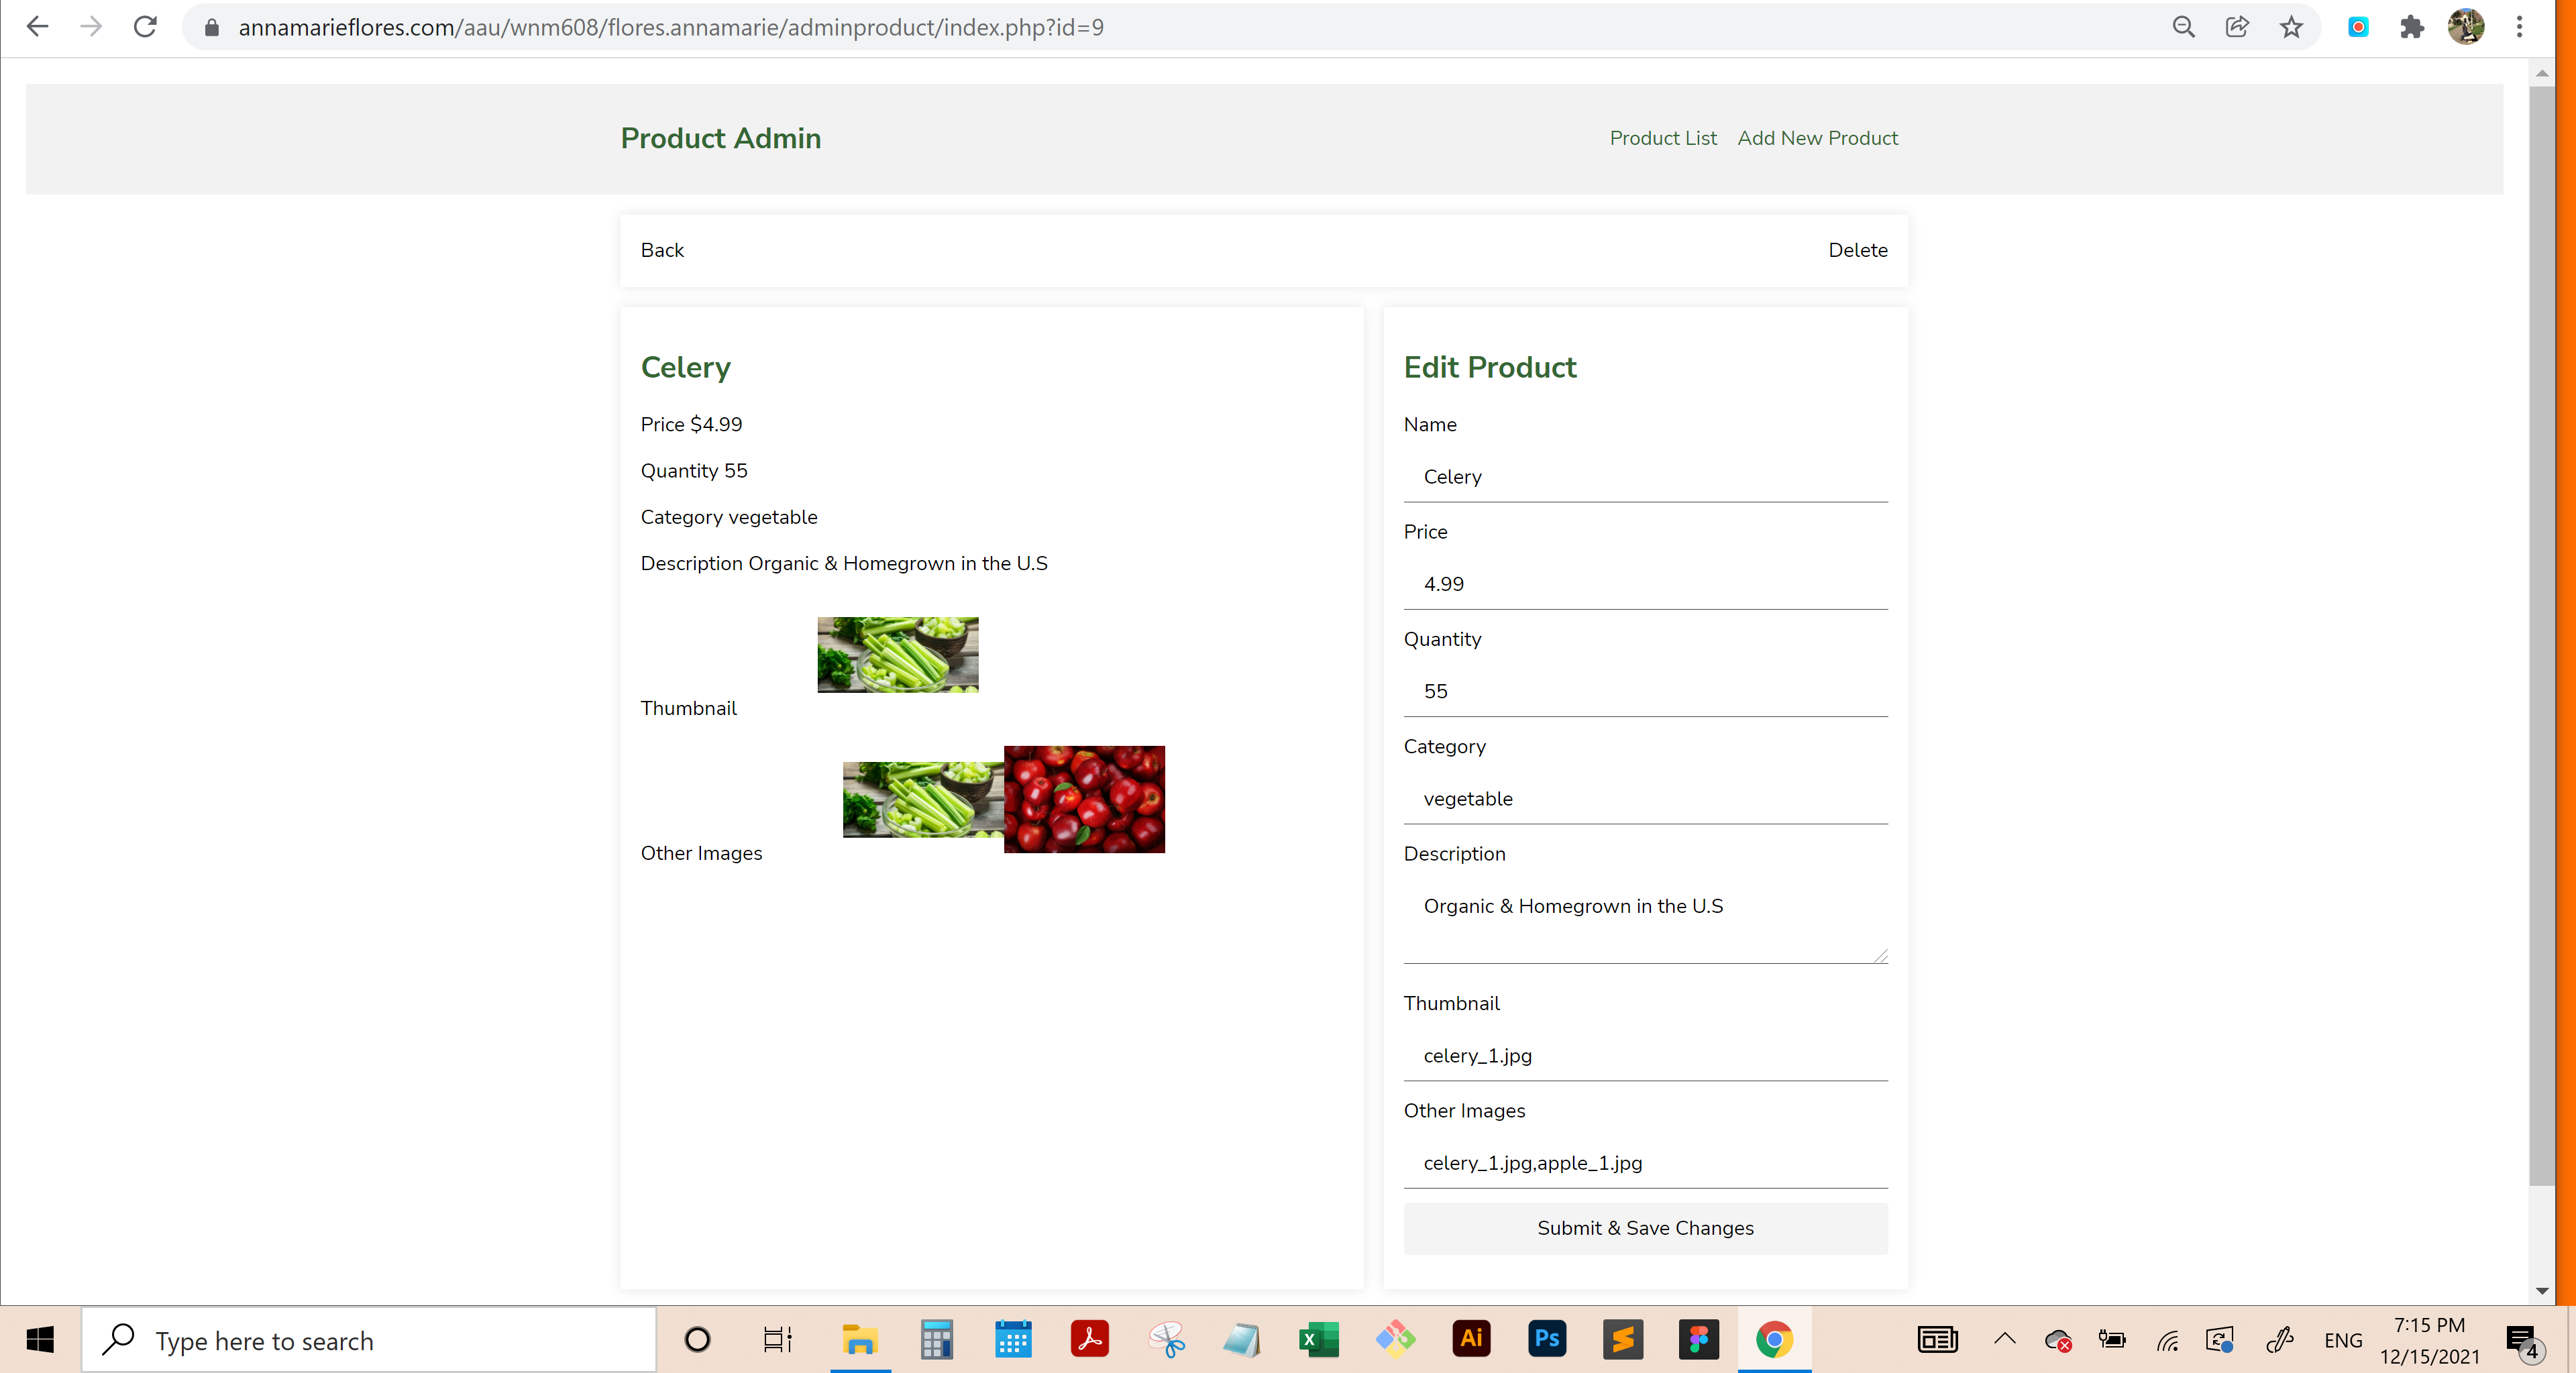 annamarieflores.com/aau/wnm608/flores.annamarie/adminproduct/index.php?id=9
Product Admin
Product List Add New Product
Back
Delete
Celery
Price $4.99
Quantity 55
Category vegetable
Description Organic & Homegrown in the U.S
Thumbnail
Other Images
Edit Product
Name
Celery
Price
4.99
Quantity
55
Category
vegetable
Description
Organic & Homegrown in the U.S
Thumbnail
celery_1.jpg
Other Images
celery_1.jpg,apple_1.jpg
Submit & Save Changes
Type here to search
X
Ai
Ps
ENG
7:15 PM
12/15/2021
4